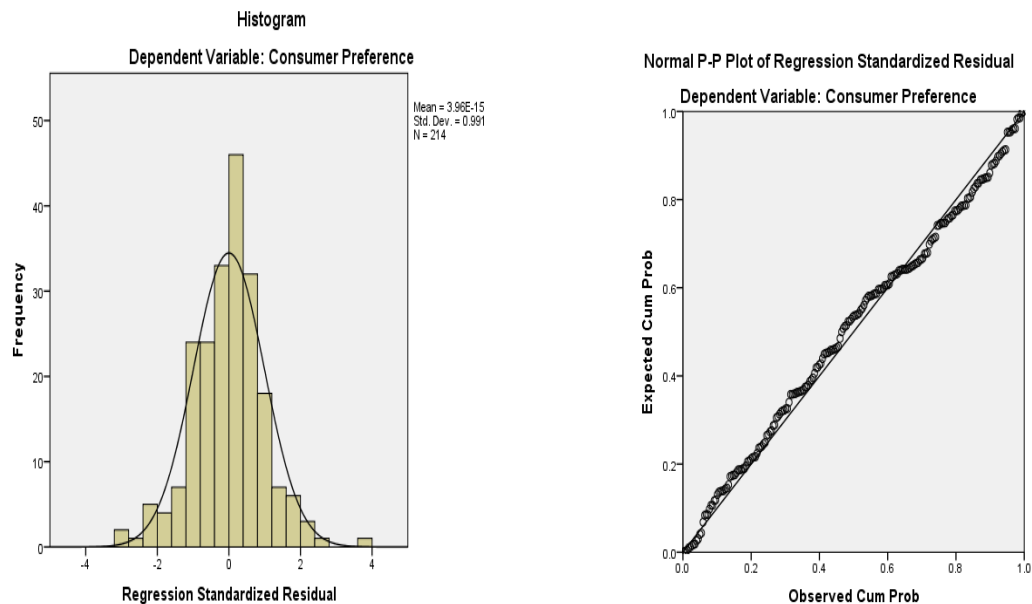 Histogram
Dependent Variable: Consumer Preference
Mean = 3.96E-15
Std. Dev. = 0.991
N = 214
50
40
30
20
10
0
Frequency
-4
-2
0
2
4
Regression Standardized Residual
Normal P-P Plot of Regression Standardized Residual
Dependent Variable: Consumer Preference
1.0
0.8
0.6
0.4
0.2
0.0
Expected Cum Prob
0.0
0.2
0.4
0.6
0.8
1.0
Observed Cum Prob